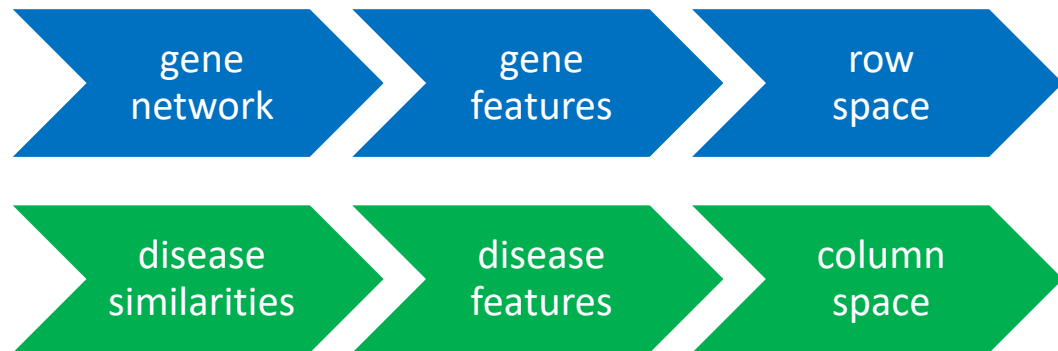 gene
network
gene
features
row
space
disease
similarities
disease
features
column
space